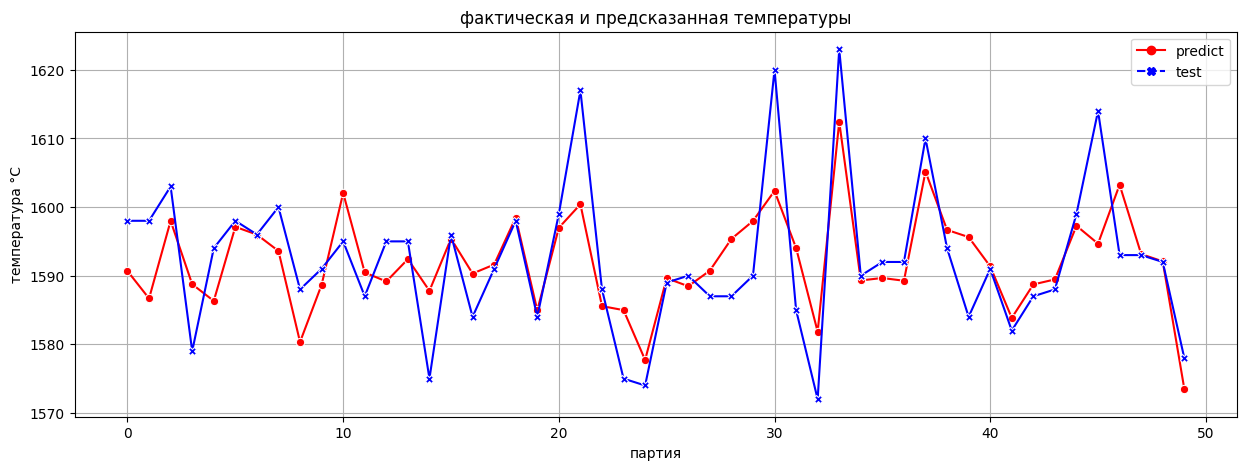 фактическая и предсказанная температуры
predict
test
температура °C
1620
1610
1600
1590
1580
1570
0 10 20 30 40 50
партия